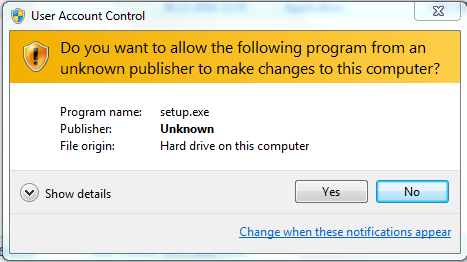 User Account Control
Do you want to allow the following program from an
unknown publisher to make changes to this computer?
Program name: setup.exe
Publisher: Unknown
File origin: Hard drive on this computer
Show details
Yes
No
Change when these notifications appear